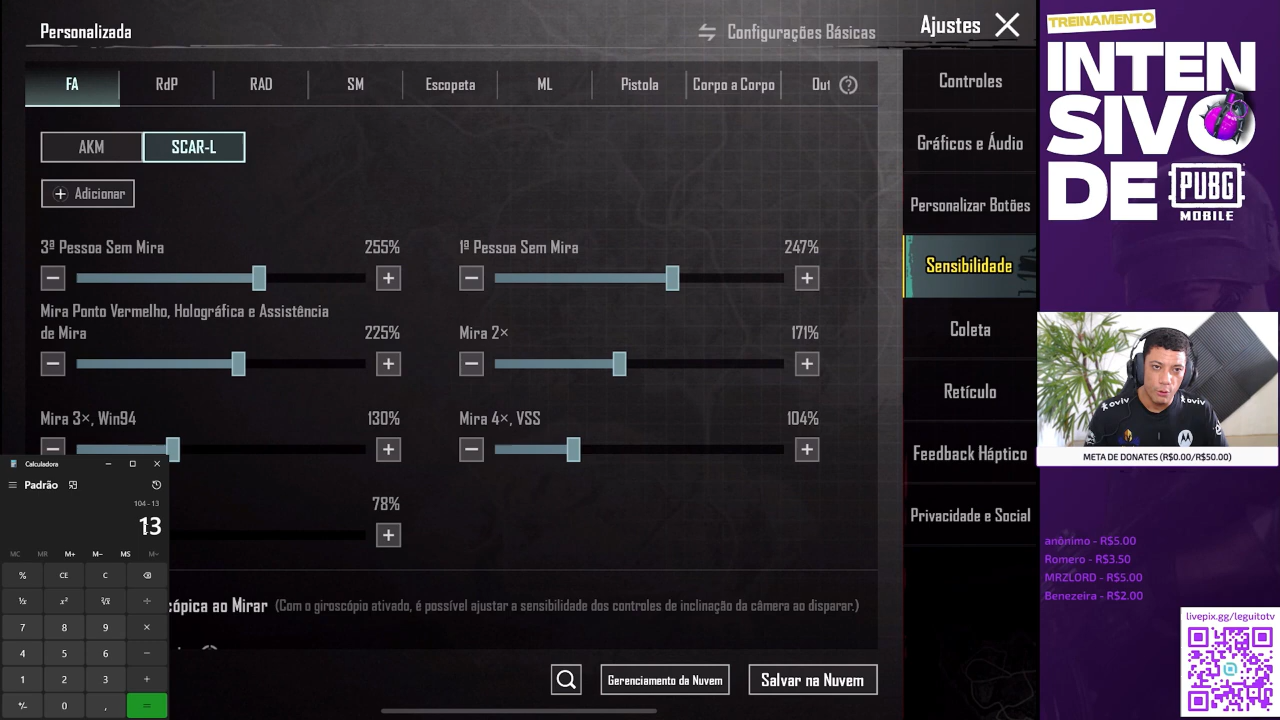 Personalizada
Configurações Básicas
Ajustes
FA
RdP
RAD
SM
Escopeta
ML
Pistola
Corpo a Corpo
Out
AKM
SCAR-L
Adicionar
3ª Pessoa Sem Mira
255%
1ª Pessoa Sem Mira
247%
Mira Ponto Vermelho, Holográfica e Assistência
de Mira
225%
Mira 2×
171%
Mira 3×, Win94
130%
Mira 4×, VSS
104%
78%
cópica ao Mirar
(Com o giroscópio ativado, é possível ajustar a sensibilidade dos controles de inclinação da câmera ao disparar.)
Gerenciamento da Nuvem
Salvar na Nuvem
Controles
Gráficos e Áudio
Personalizar Botões
Sensibilidade
Coleta
Retículo
Feedback Háptico
Privacidade e Social
Calculadora
Padrão
104 - 13
13
MC MR M+ M- MS M˅
% CE C
¹/x x² ²√x ÷
7 8 9 ×
4 5 6 −
1 2 3 +
+/- 0 , =
TREINAMENTO
INTEN
SIVO
DE
PUBG
MOBILE
oviv
oviv
META DE DONATES (R$0.00/R$50.00)
anônimo - R$5.00
Romero - R$3.50
MRZLORD - R$5.00
Benezeira - R$2.00
livepix.gg/leguitotv